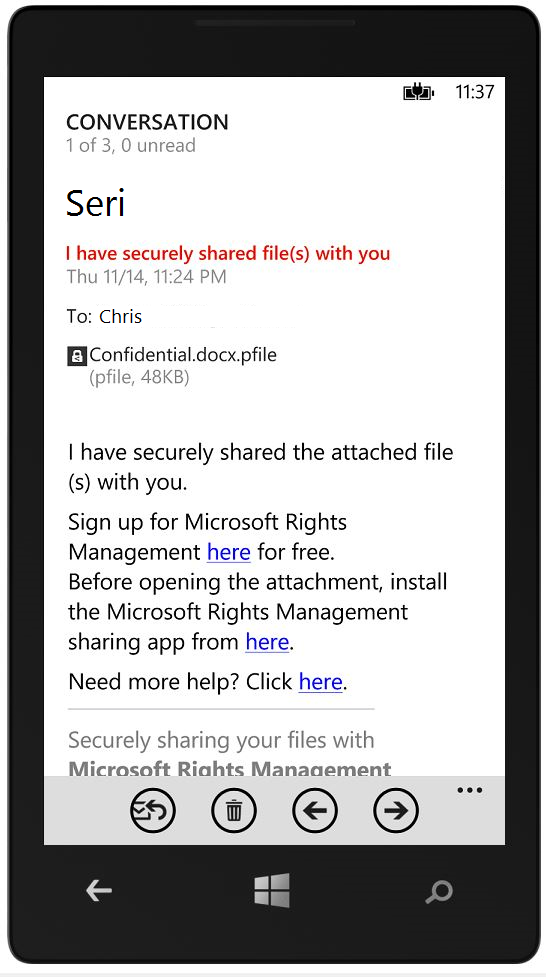 11:37
CONVERSATION
1 of 3, 0 unread
Seri
I have securely shared file(s) with you
Thu 11/14, 11:24 PM
To: Chris
Confidential.docx.pfile
(pfile, 48KB)
I have securely shared the attached file
(s) with you.
Sign up for Microsoft Rights
Management here for free.
Before opening the attachment, install
the Microsoft Rights Management
sharing app from here.
Need more help? Click here.
Securely sharing your files with
Microsoft Rights Management